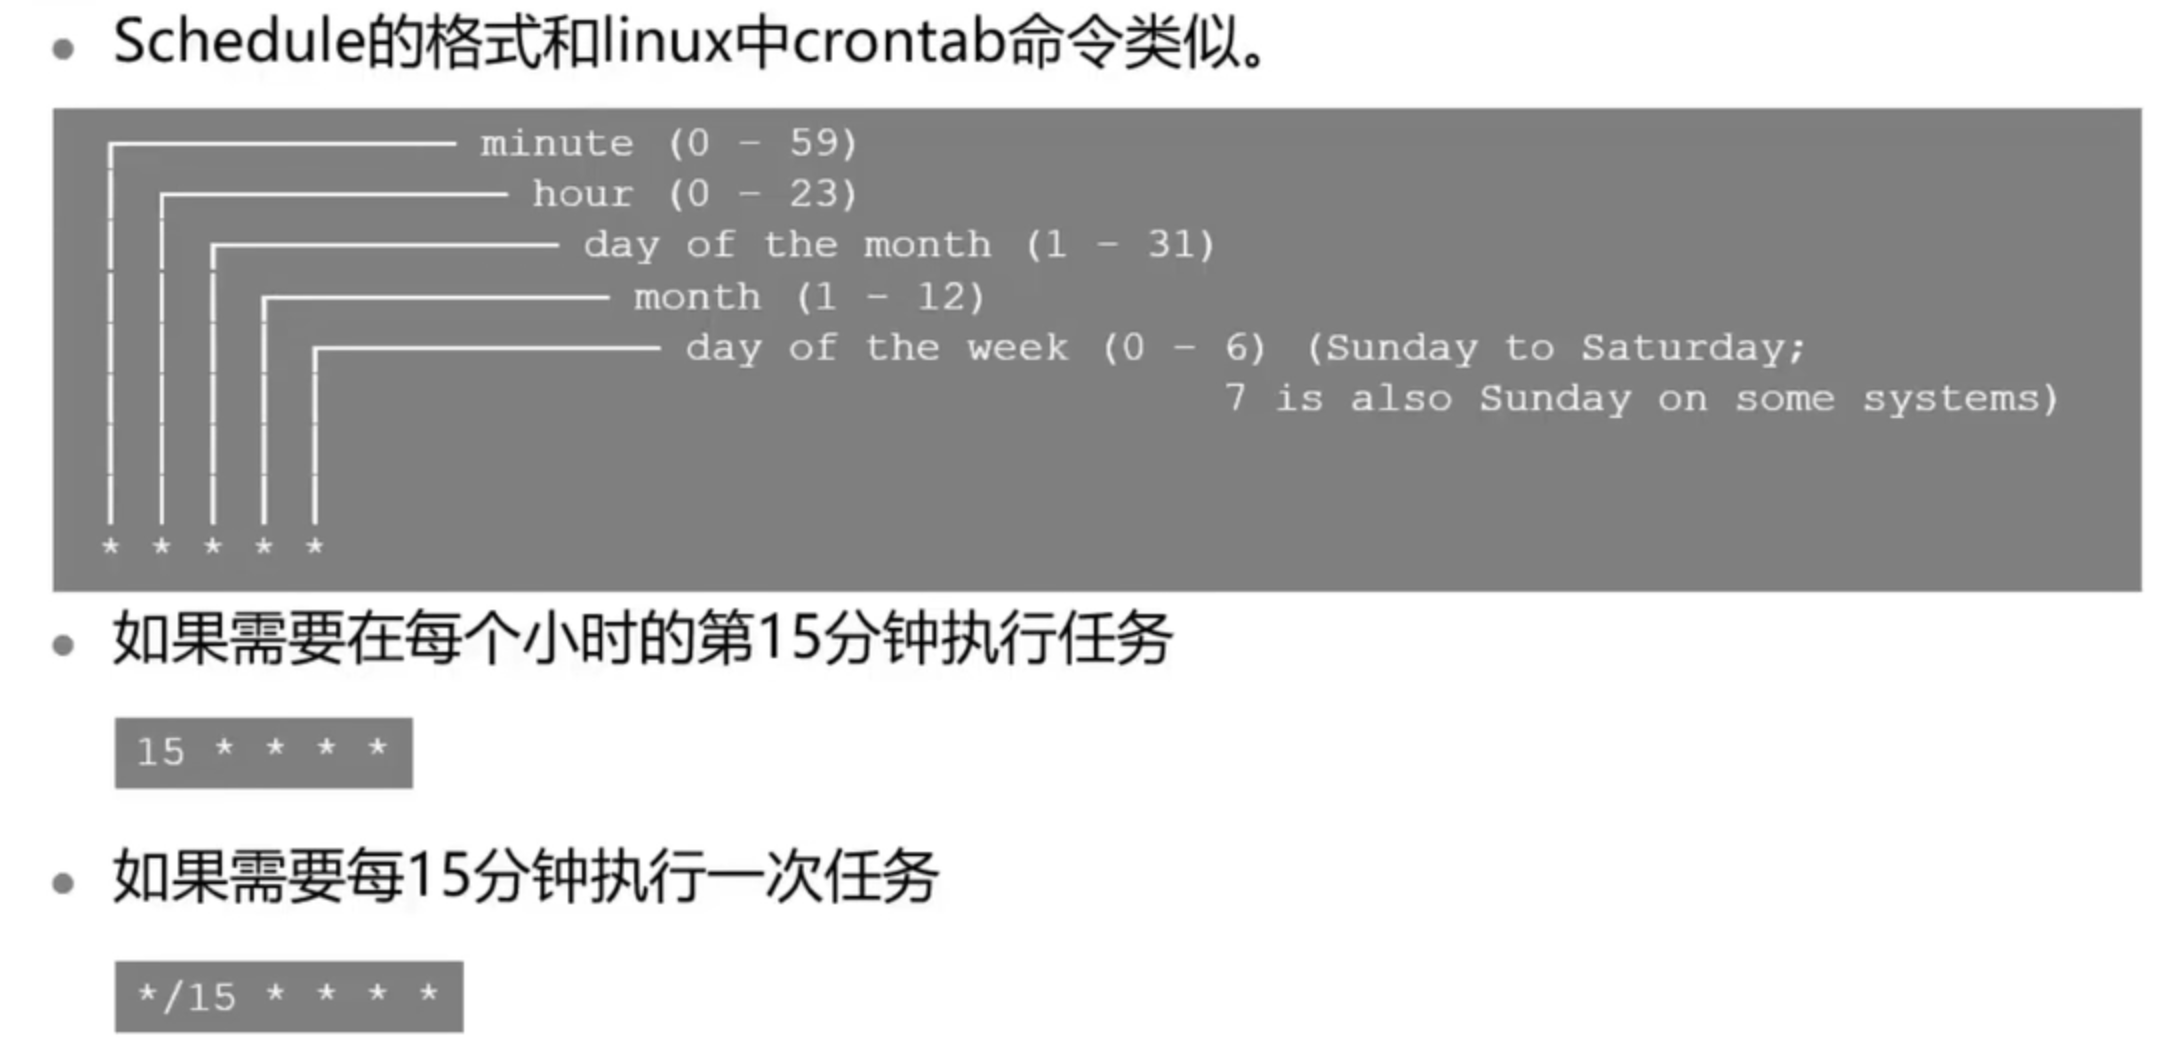 Schedule的格式和linux中crontab命令类似。
minute (0 - 59)
hour (0 - 23)
day of the month (1 - 31)
month (1 - 12)
day of the week (0 - 6) (Sunday to Saturday;
7 is also Sunday on some systems)
* * * * *
如果需要在每个小时的第15分钟执行任务
15 * * * *
如果需要每15分钟执行一次任务
*/15 * * * *